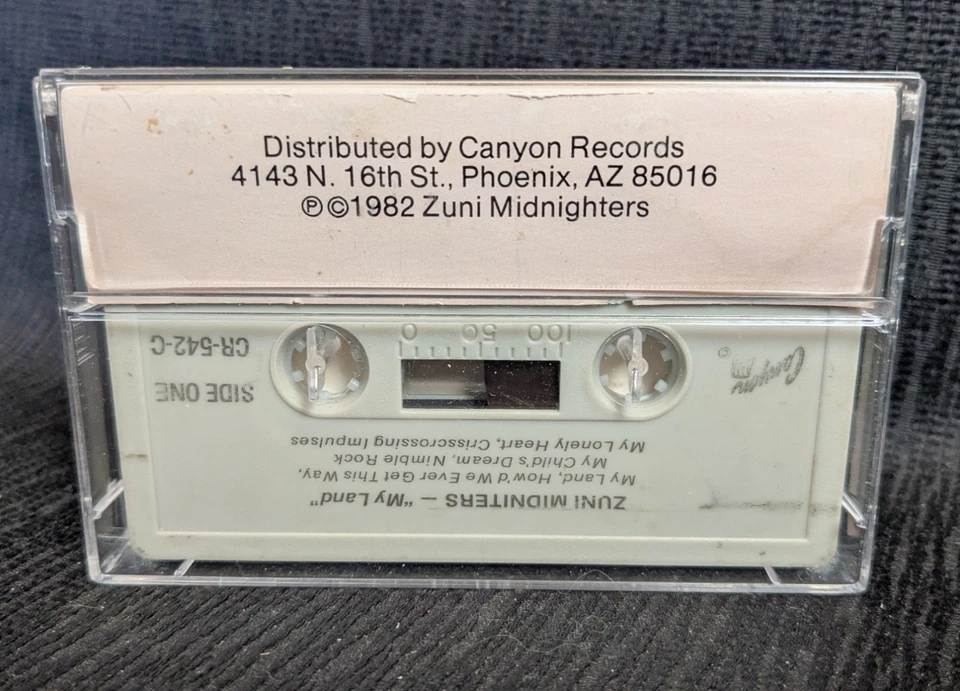 Distributed by Canyon Records
4143 N. 16th St., Phoenix, AZ 85016
℗©1982 Zuni Midnighters
ZUNI MIDNITERS — "My Land"
My Land, How'd We Ever Get This Way,
My Child's Dream, Nimble Rock
My Lonely Heart, Crisscrossing Impulses
Canyon ©
SIDE ONE
CR-542-C
100 50 0